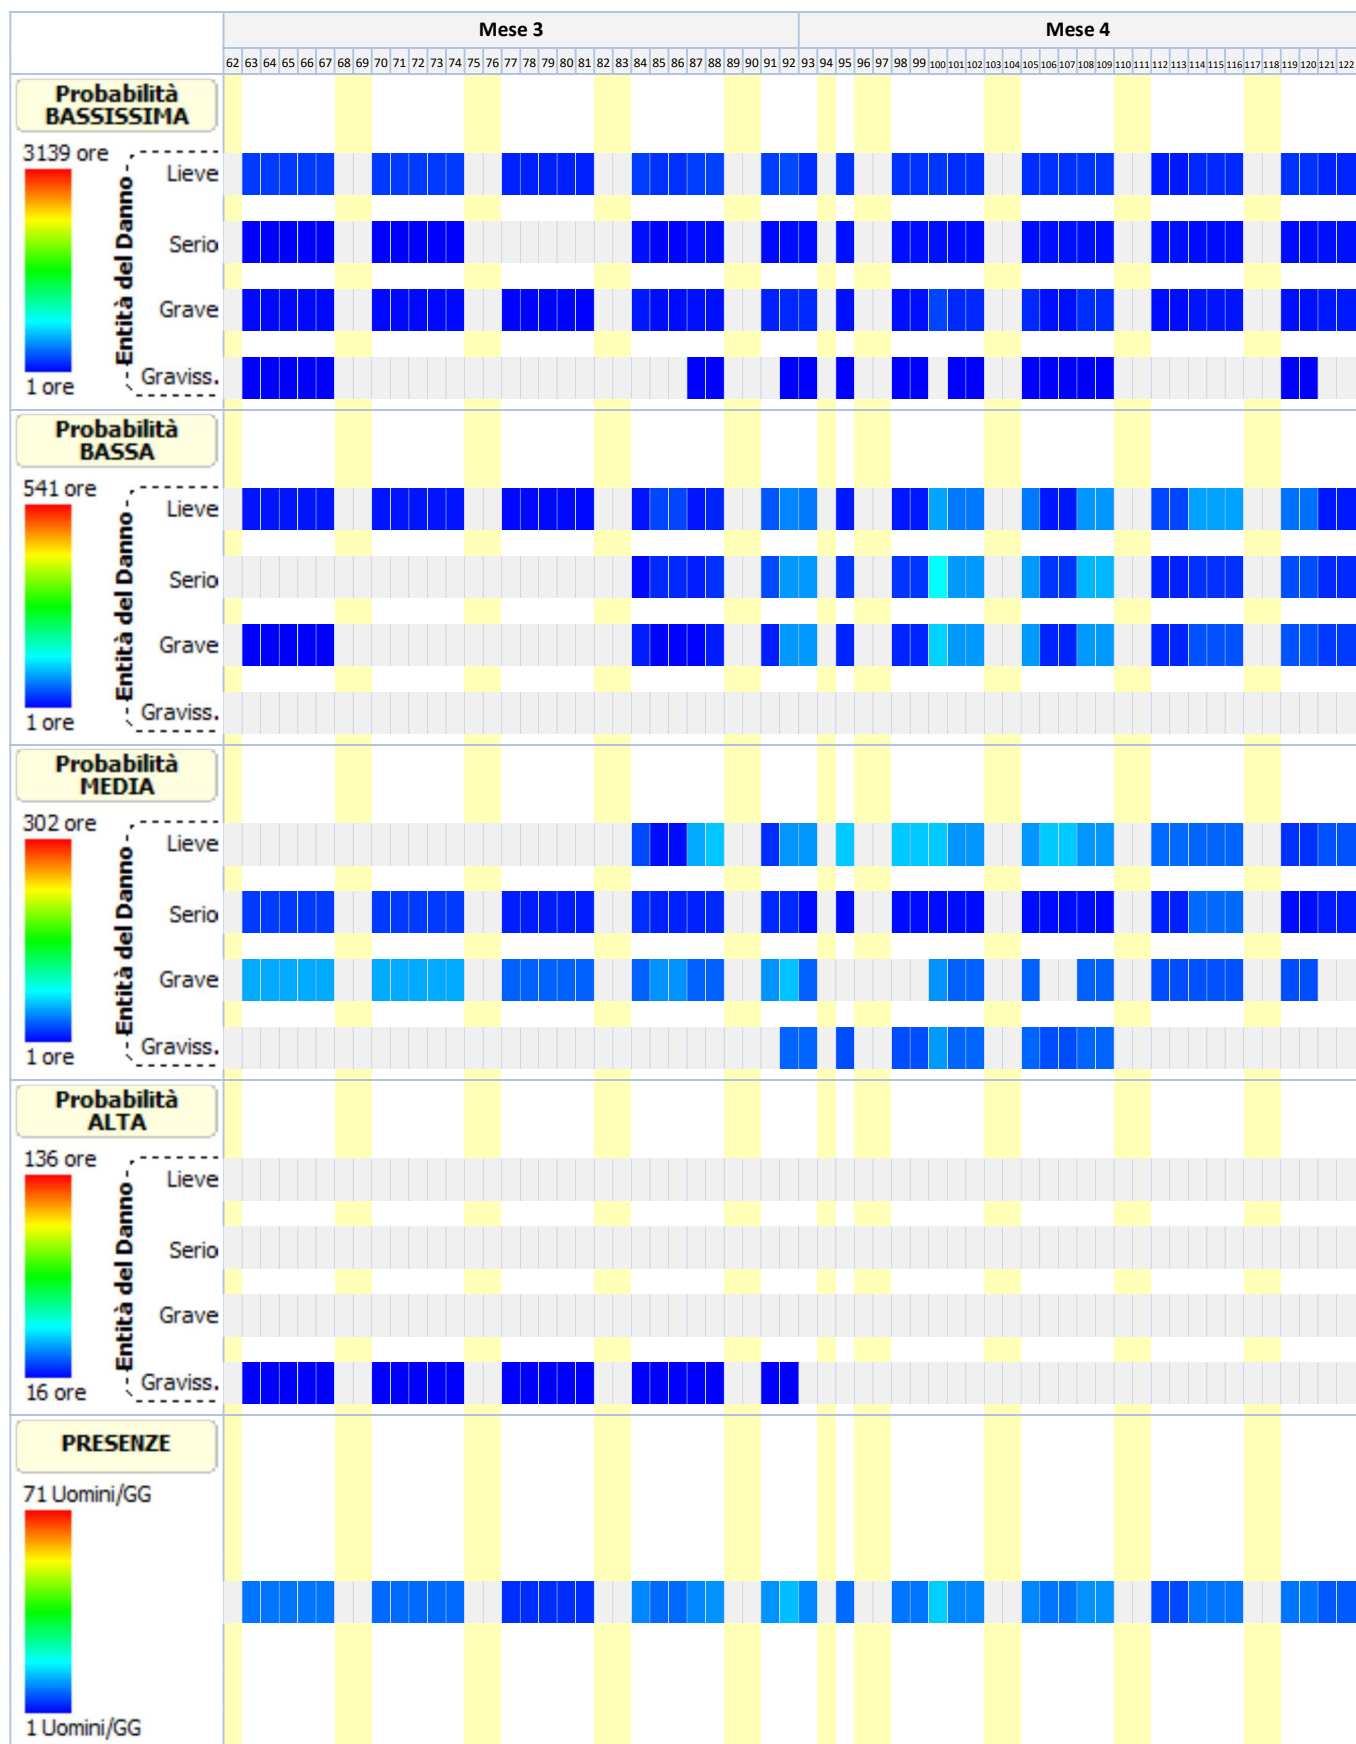 Mese 3 Mese 4
62 63 64 65 66 67 68 69 70 71 72 73 74 75 76 77 78 79 80 81 82 83 84 85 86 87 88 89 90 91 92 93 94 95 96 97 98 99 100 101 102 103 104 105 106 107 108 109 110 111 112 113 114 115 116 117 118 119 120 121 122
Probabilità
BASSISSIMA
3139 ore
Entità del Danno
Lieve
Serio
Grave
Graviss.
1 ore
Probabilità
BASSA
541 ore
Entità del Danno
Lieve
Serio
Grave
Graviss.
1 ore
Probabilità
MEDIA
302 ore
Entità del Danno
Lieve
Serio
Grave
Graviss.
1 ore
Probabilità
ALTA
136 ore
Entità del Danno
Lieve
Serio
Grave
Graviss.
16 ore
PRESENZE
71 Uomini/GG
1 Uomini/GG